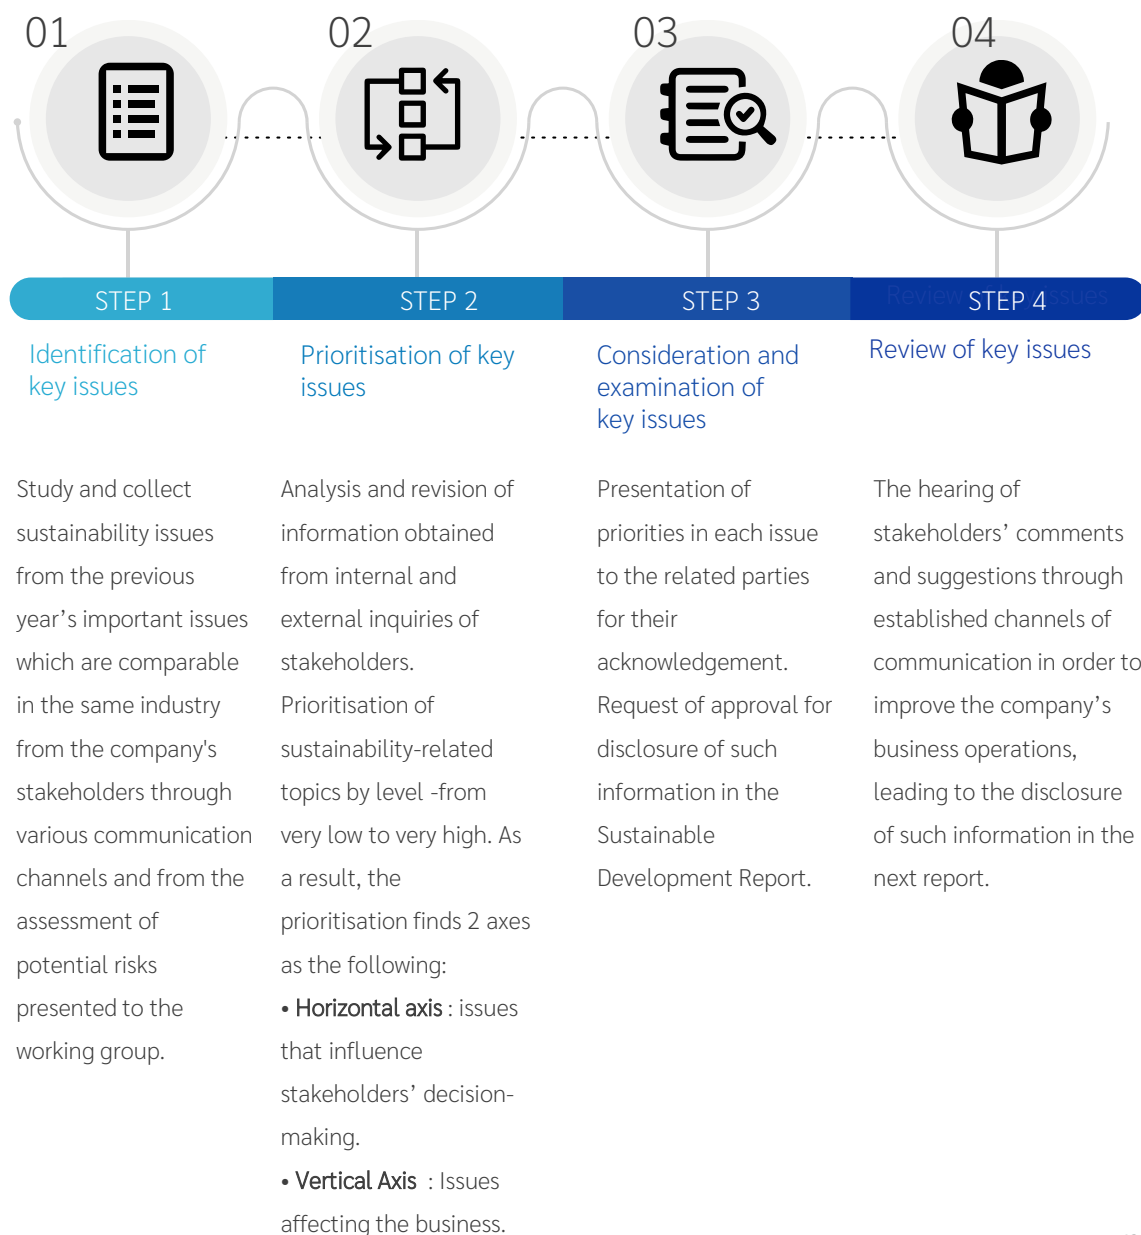 01
02
03
04
STEP 1
STEP 2
STEP 3
STEP 4
Review of key issues
Identification of
key issues
Prioritisation of key
issues
Consideration and
examination of
key issues
Review of key issues
Study and collect
sustainability issues
from the previous
year’s important issues
which are comparable
in the same industry
from the company's
stakeholders through
various communication
channels and from the
assessment of
potential risks
presented to the
working group.
Analysis and revision of
information obtained
from internal and
external inquiries of
stakeholders.
Prioritisation of
sustainability-related
topics by level -from
very low to very high. As
a result, the
prioritisation finds 2 axes
as the following:
• Horizontal axis : issues
that influence
stakeholders’ decision-
making.
• Vertical Axis : Issues
affecting the business.
Presentation of
priorities in each issue
to the related parties
for their
acknowledgement.
Request of approval for
disclosure of such
information in the
Sustainable
Development Report.
The hearing of
stakeholders’ comments
and suggestions through
established channels of
communication in order to
improve the company’s
business operations,
leading to the disclosure
of such information in the
next report.